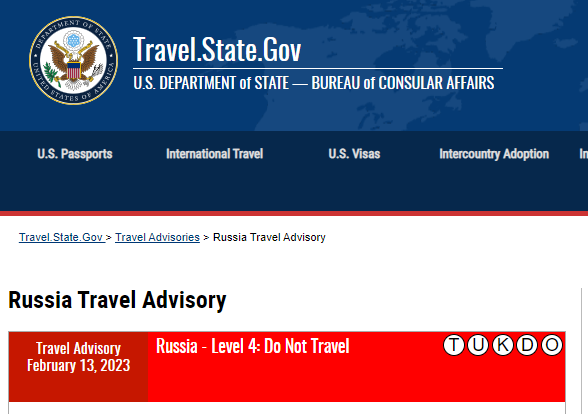 DEPARTMENT OF STATE
UNITED STATES OF AMERICA
Travel.State.Gov
U.S. DEPARTMENT of STATE — BUREAU of CONSULAR AFFAIRS
U.S. Passports International Travel U.S. Visas Intercountry Adoption In
Travel.State.Gov > Travel Advisories > Russia Travel Advisory
Russia Travel Advisory
Travel Advisory
February 13, 2023
Russia - Level 4: Do Not Travel
T U K D O